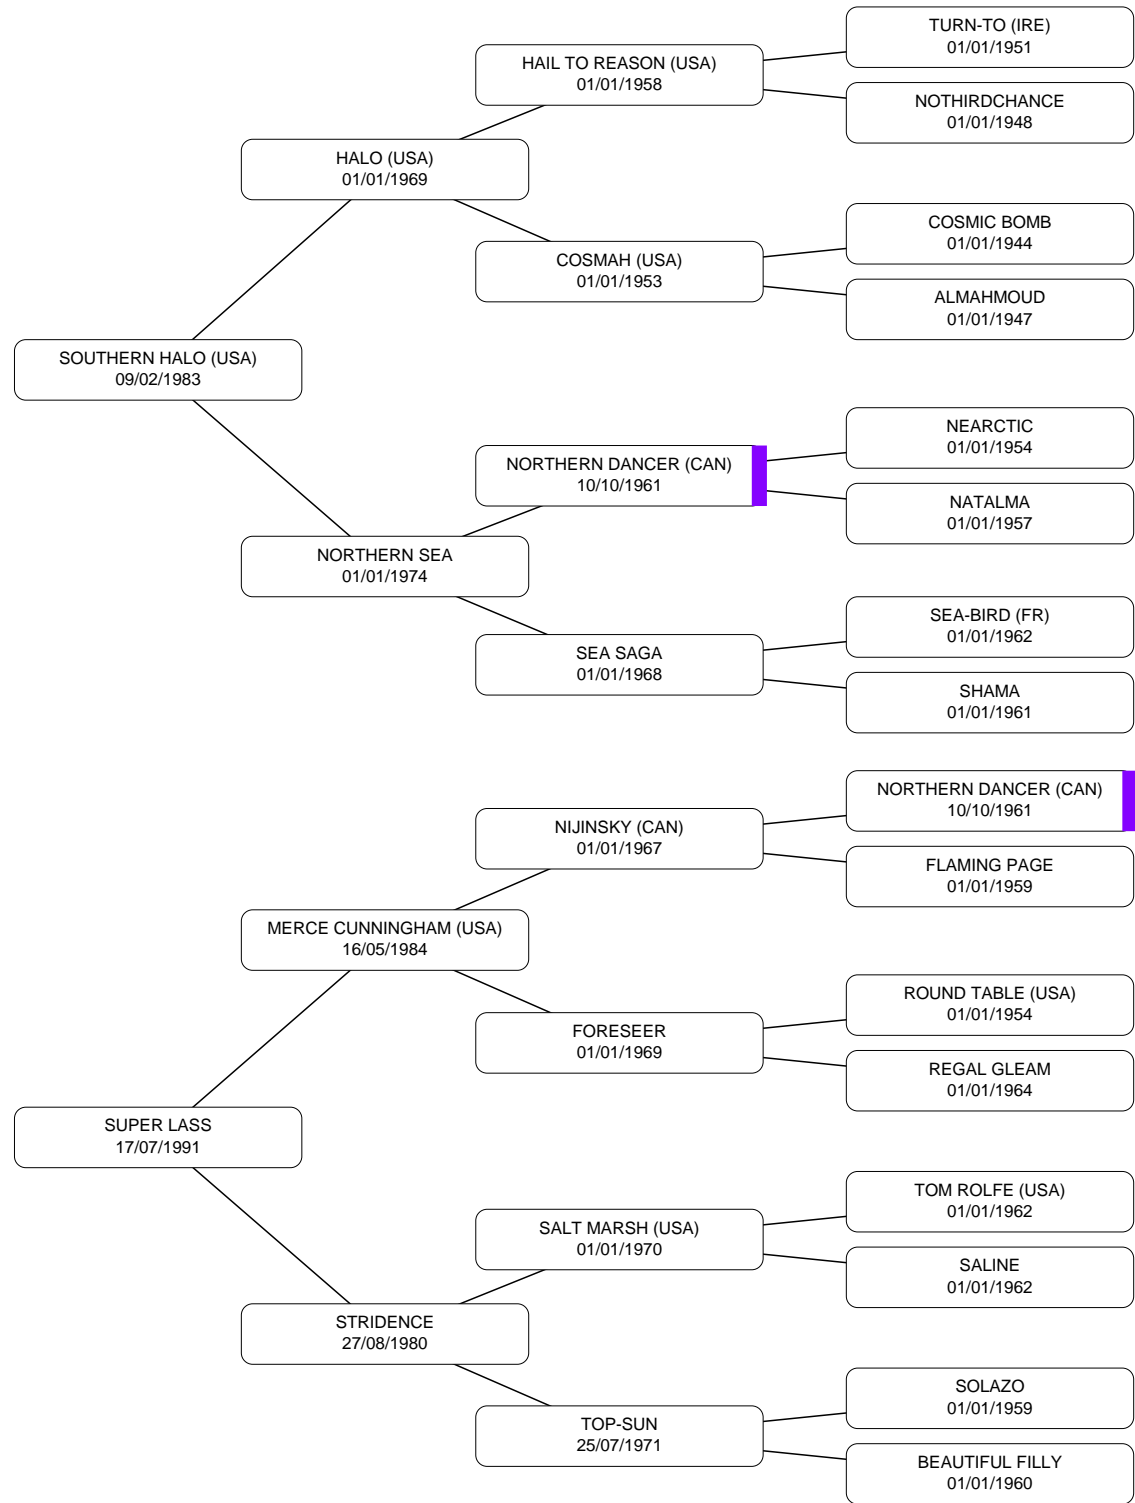 TURN-TO (IRE)
01/01/1951
HAIL TO REASON (USA)
01/01/1958
NOTHIRDCHANCE
01/01/1948
HALO (USA)
01/01/1969
COSMIC BOMB
01/01/1944
COSMAH (USA)
01/01/1953
ALMAHMOUD
01/01/1947
SOUTHERN HALO (USA)
09/02/1983
NEARCTIC
01/01/1954
NORTHERN DANCER (CAN)
10/10/1961
NATALMA
01/01/1957
NORTHERN SEA
01/01/1974
SEA-BIRD (FR)
01/01/1962
SEA SAGA
01/01/1968
SHAMA
01/01/1961
NORTHERN DANCER (CAN)
10/10/1961
NIJINSKY (CAN)
01/01/1967
FLAMING PAGE
01/01/1959
MERCE CUNNINGHAM (USA)
16/05/1984
ROUND TABLE (USA)
01/01/1954
FORESEER
01/01/1969
REGAL GLEAM
01/01/1964
SUPER LASS
17/07/1991
TOM ROLFE (USA)
01/01/1962
SALT MARSH (USA)
01/01/1970
SALINE
01/01/1962
STRIDENCE
27/08/1980
SOLAZO
01/01/1959
TOP-SUN
25/07/1971
BEAUTIFUL FILLY
01/01/1960